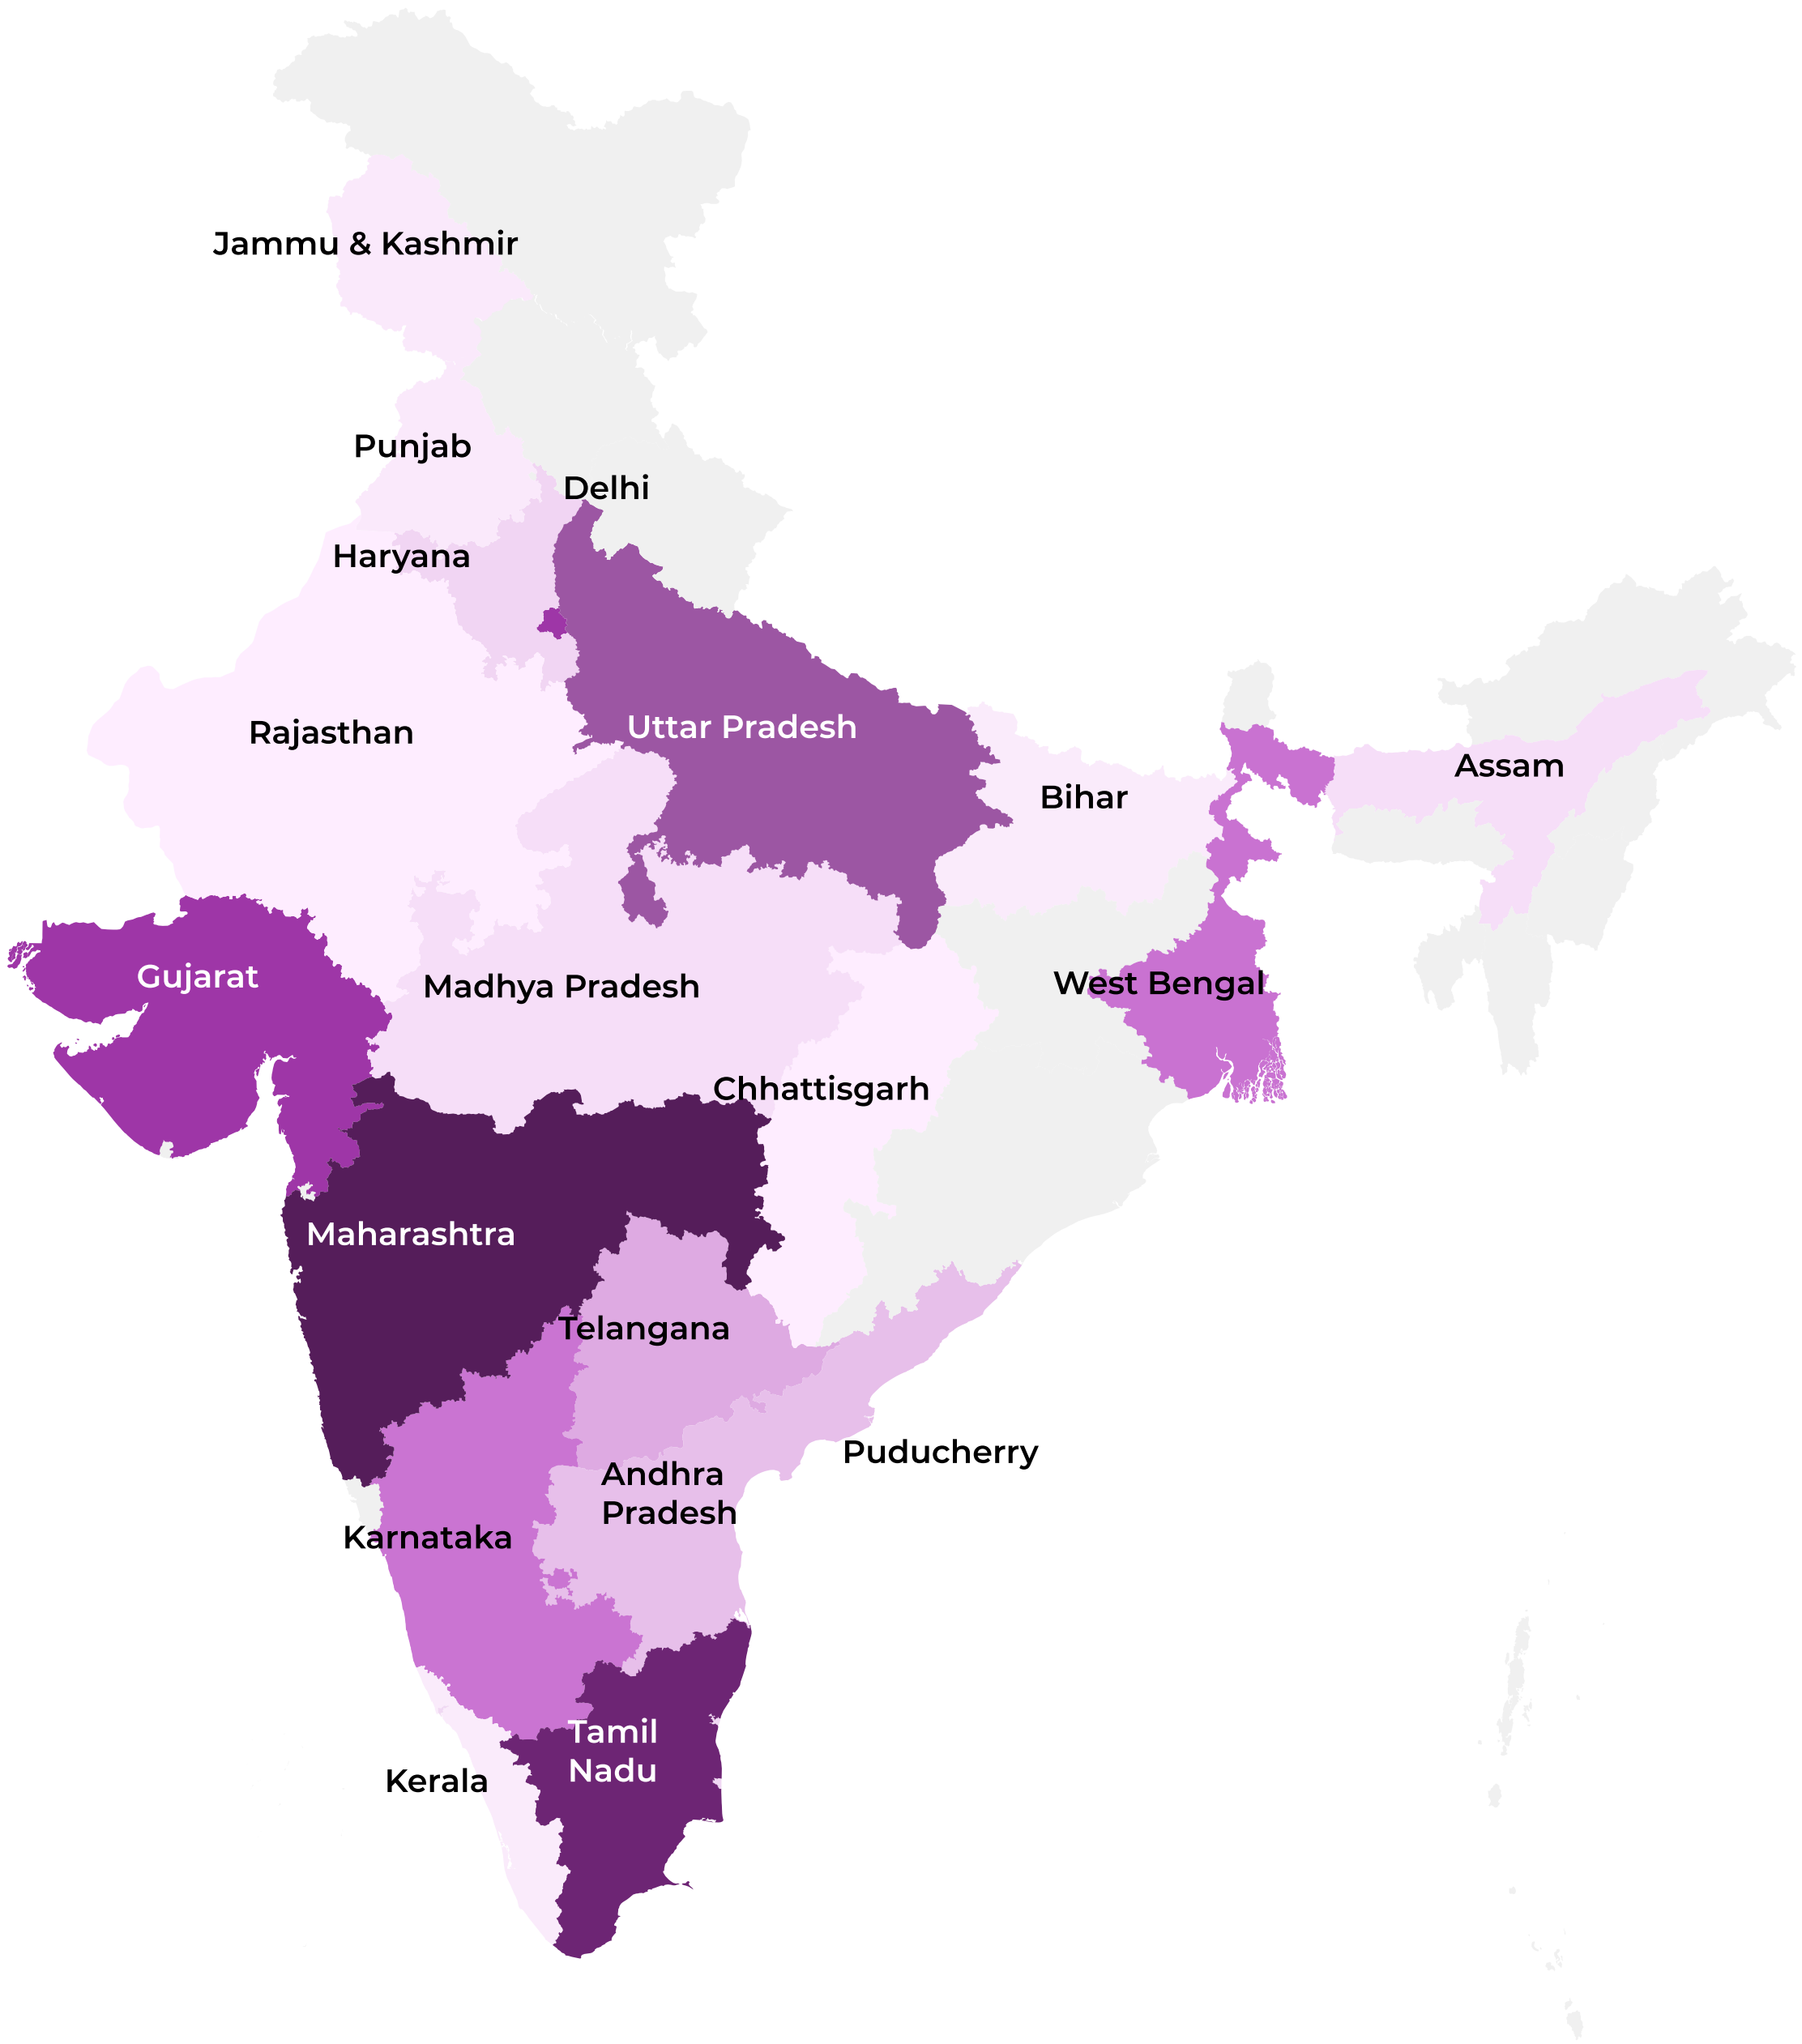 Jammu & Kashmir
Punjab
Delhi
Haryana
Uttar Pradesh
Rajasthan
Assam
Bihar
Gujarat
West Bengal
Madhya Pradesh
Chhattisgarh
Maharashtra
Telangana
Puducherry
Andhra
Pradesh
Karnataka
Tamil
Nadu
Kerala